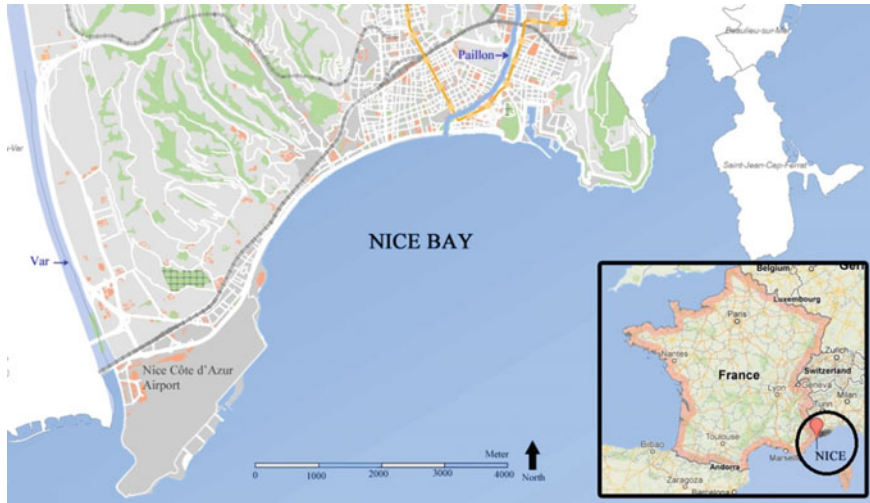 Beaulieu-sur-Mer
Paillon
Saint-Jean-Cap-Ferrat
NICE BAY
Var
Nice Côte d'Azur
Airport
Meter
0 1000 2000 3000 4000
North
Belgium
Luxembourg
Paris
Nantes
Zurich
Switzerland
France
Geneva
Lyon
Milan
Turin
Bibao
Toulouse
Marseille
NICE
Andorra
Zaragoza
Barcelona